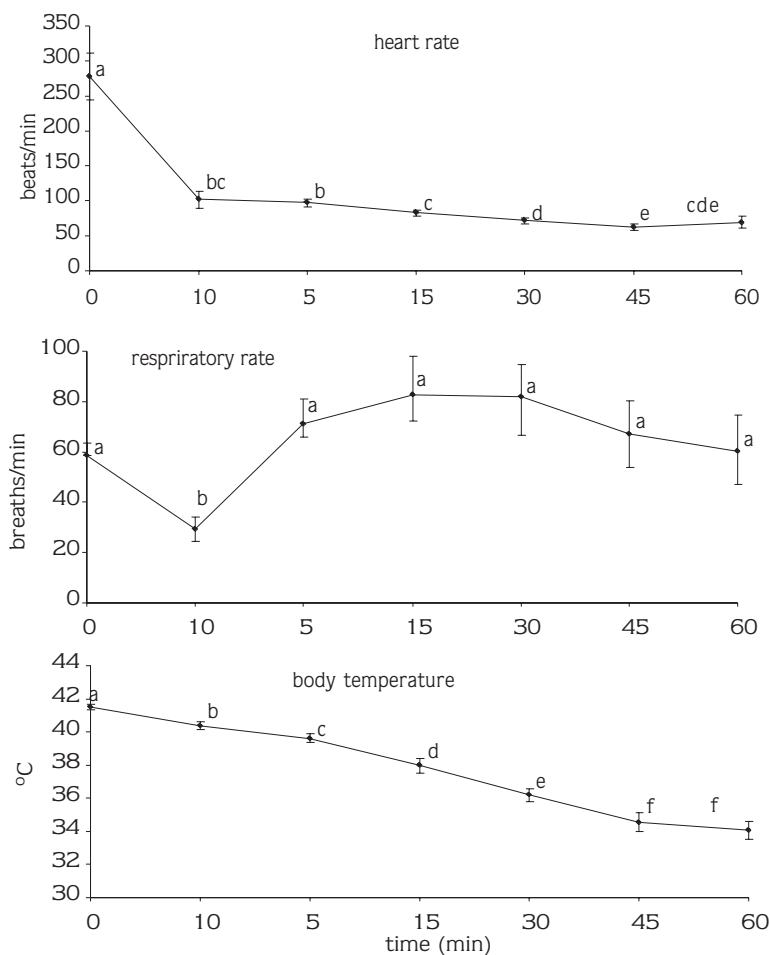 heart rate
beats/min
350
300
250
200
150
100
50
0
a
bc
b
c
d
e
cde
0 10 5 15 30 45 60
respriratory rate
breaths/min
100
80
60
40
20
0
a
b
a
a
a
a
a
0 10 5 15 30 45 60
body temperature
ºC
44
42
40
38
36
34
32
30
a
b
c
d
e
f
f
0 10 5 15 30 45 60
time (min)